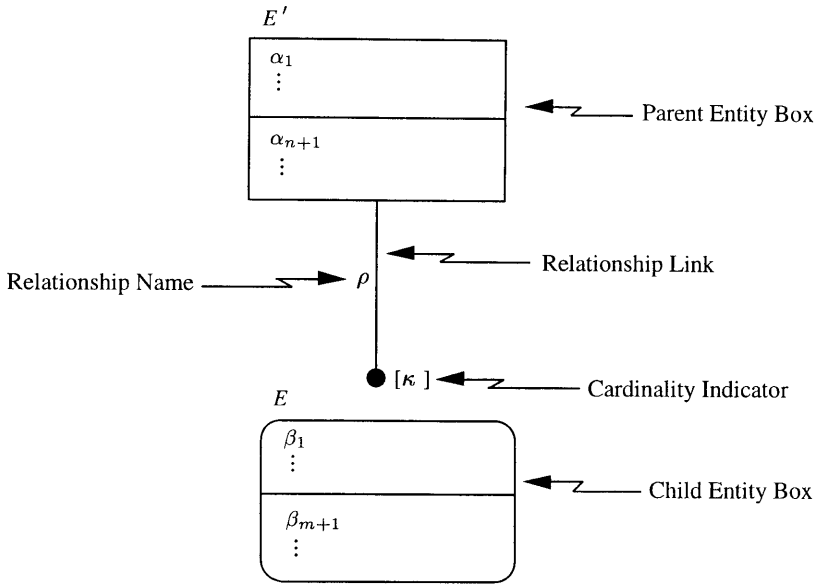 E′
α₁
⋮
Parent Entity Box
αₙ₊₁
⋮
Relationship Link
Relationship Name
ρ
[κ ]
Cardinality Indicator
E
β₁
⋮
Child Entity Box
βₘ₊₁
⋮